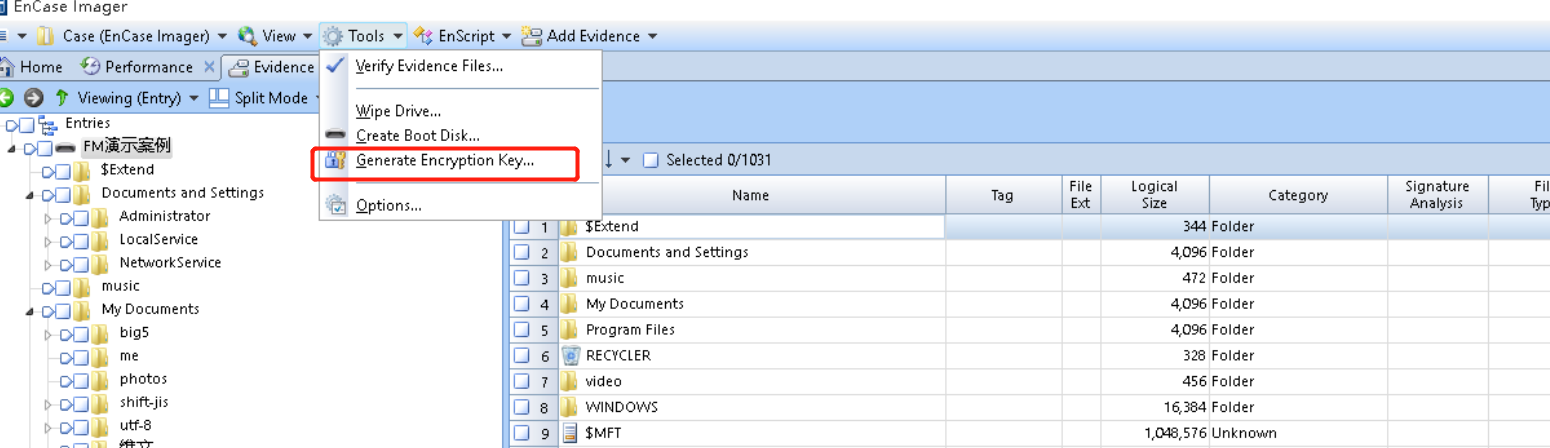 EnCase Imager
Case (EnCase Imager) View Tools EnScript Add Evidence
Home Performance Evidence
Viewing (Entry) Split Mode
Verify Evidence Files...
Wipe Drive...
Create Boot Disk...
Generate Encryption Key...
Options...
Entries
FM演示案例
$Extend
Documents and Settings
Administrator
LocalService
NetworkService
music
My Documents
big5
me
photos
shift-jis
utf-8
维文
Selected 0/1031
Name Tag File Ext Logical Size Category Signature Analysis Fil Typ
1 $Extend 344 Folder
2 Documents and Settings 4,096 Folder
3 music 472 Folder
4 My Documents 4,096 Folder
5 Program Files 4,096 Folder
6 RECYCLER 328 Folder
7 video 456 Folder
8 WINDOWS 16,384 Folder
9 $MFT 1,048,576 Unknown